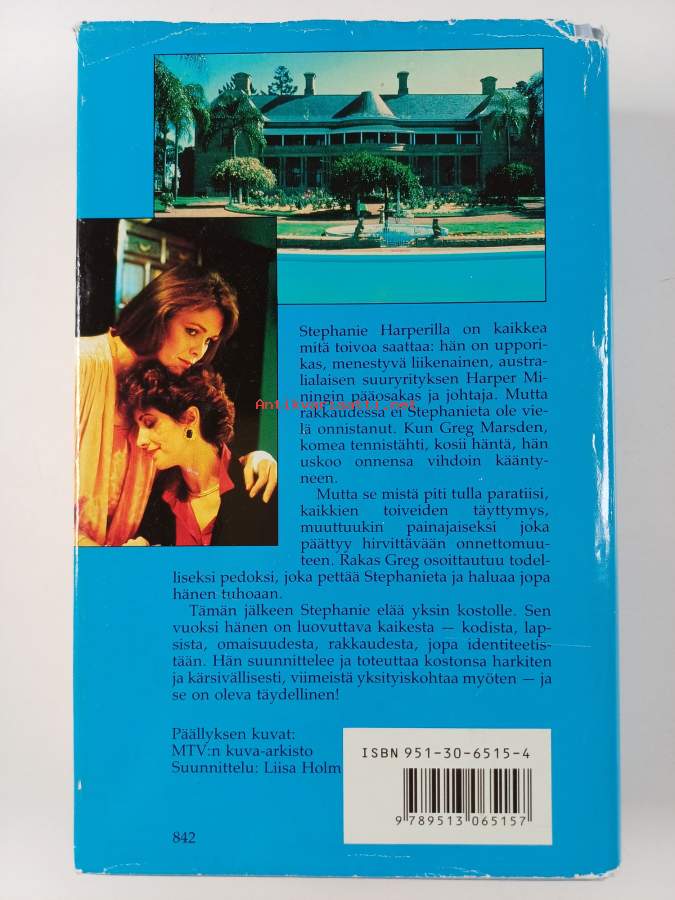 Stephanie Harperilla on kaikkea
mitä toivoa saattaa: hän on uppori-
kas, menestyvä liikenainen, austra-
lialaisen suuryrityksen Harper Mi-
ningin pääosakas ja johtaja. Mutta
Antikvariaatti.net
rakkaudessa ei Stephanieta ole vie-
lä onnistanut. Kun Greg Marsden,
komea tennistähti, kosii häntä, hän
uskoo onnensa vihdoin käänty-
neen.
Mutta se mistä piti tulla paratiisi,
kaikkien toiveiden täyttymys,
muuttuukin painajaiseksi joka
päättyy hirvittävään onnettomuu-
teen. Rakas Greg osoittautuu todel-
liseksi pedoksi, joka pettää Stephanieta ja haluaa jopa
hänen tuhoaan.
Tämän jälkeen Stephanie elää yksin kostolle. Sen
vuoksi hänen on luovuttava kaikesta — kodista, lap-
sista, omaisuudesta, rakkaudesta, jopa identiteetis-
tään. Hän suunnittelee ja toteuttaa kostonsa harkiten
ja kärsivällisesti, viimeistä yksityiskohtaa myöten — ja
se on oleva täydellinen!
Päällyksen kuvat:
MTV:n kuva-arkisto
Suunnittelu: Liisa Holm
ISBN 951-30-6515-4
9 789513 065157
842